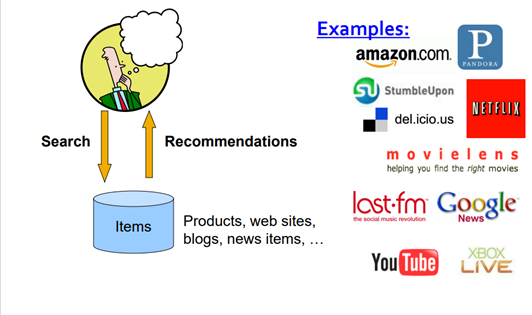 Examples:
amazon.com.
P
PANDORA
SU StumbleUpon
del.icio.us
NETFLIX
movielens
helping you find the right movies
last.fm
the social music revolution
Google
News
YouTube
XBOX
LIVE
Search
Recommendations
Items
Products, web sites,
blogs, news items, …